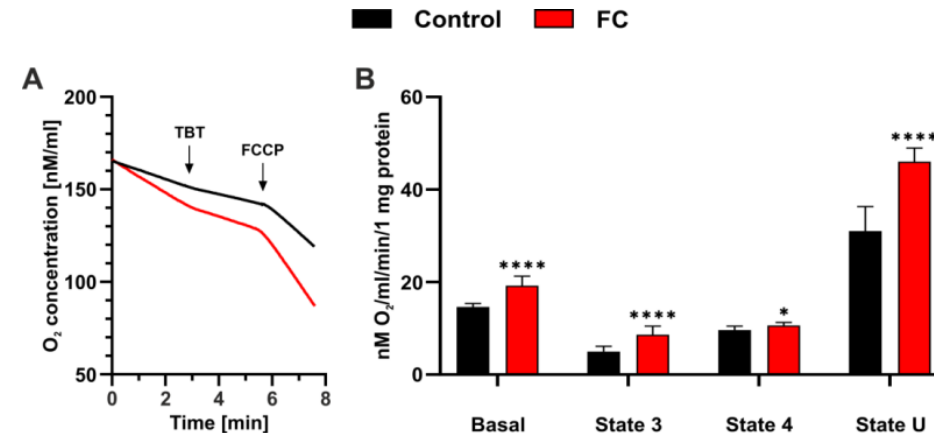 Control FC
A
O₂ concentration [nM/ml]
200
150
100
50
TBT
FCCP
0 2 4 6 8
Time [min]
B
nM O₂/ml/min/1 mg protein
60
40
20
0
****
****
*
****
Basal State 3 State 4 State U